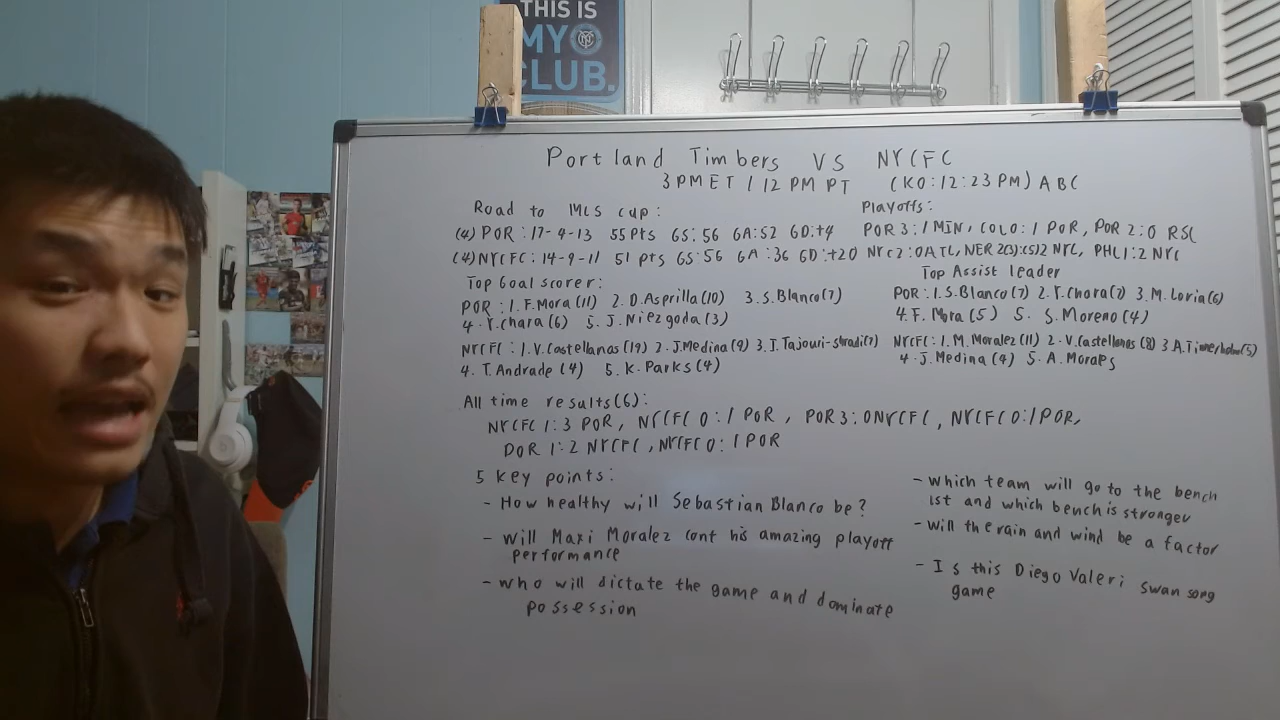 THIS IS
MY
CLUB.
Portland Timbers VS NYCFC
3 PM ET / 12 PM PT (KO: 12:23 PM) ABC
Road to MLS cup:
Playoffs:
(4) POR: 17-4-13 55 Pts GS: 56 GA: 52 GD: +4
POR 3:1 MIN, COLO:1 POR, POR 2:0 RSL
(4) NYCFC: 14-9-11 51 pts GS: 56 GA: 36 GD: +20
NYC 2:0 ATL, NER 2(3):(5)2 NYC, PHL 1:2 NYC
Top Goal scorer:
Top Assist leader
POR: 1. F. Mora (11) 2. D. Asprilla (10) 3. S. Blanco (7)
4. Y. Chara (6) 5. J. Niezgoda (3)
POR: 1. S. Blanco (7) 2. Y. Chara (7) 3. M. Loria (6)
4. F. Mora (5) 5. S. Moreno (4)
NYCFC: 1. V. Castellanos (19) 2. J. Medina (9) 3. I. Tajouri-shradi (7)
4. T. Andrade (4) 5. K. Parks (4)
NYCFC: 1. M. Moralez (11) 2. V. Castellanos (8) 3. A. (5)
4. J. Medina (4) 5. A.
All time results (6):
NYCFC 1:3 POR, NYCFC 0:1 POR, POR 3:0 NYCFC, NYCFC 0:1 POR,
POR 1:2 NYCFC, NYCFC 0:1 POR
5 key points:
- How healthy will Sebastian Blanco be?
- will Maxi Moralez cont his amazing playoff
performance
- who will dictate the game and dominate
possession
- which team will go to the bench
1st and which bench is stronger
- will the rain and wind be a factor
- Is this Diego Valeri swan song
game